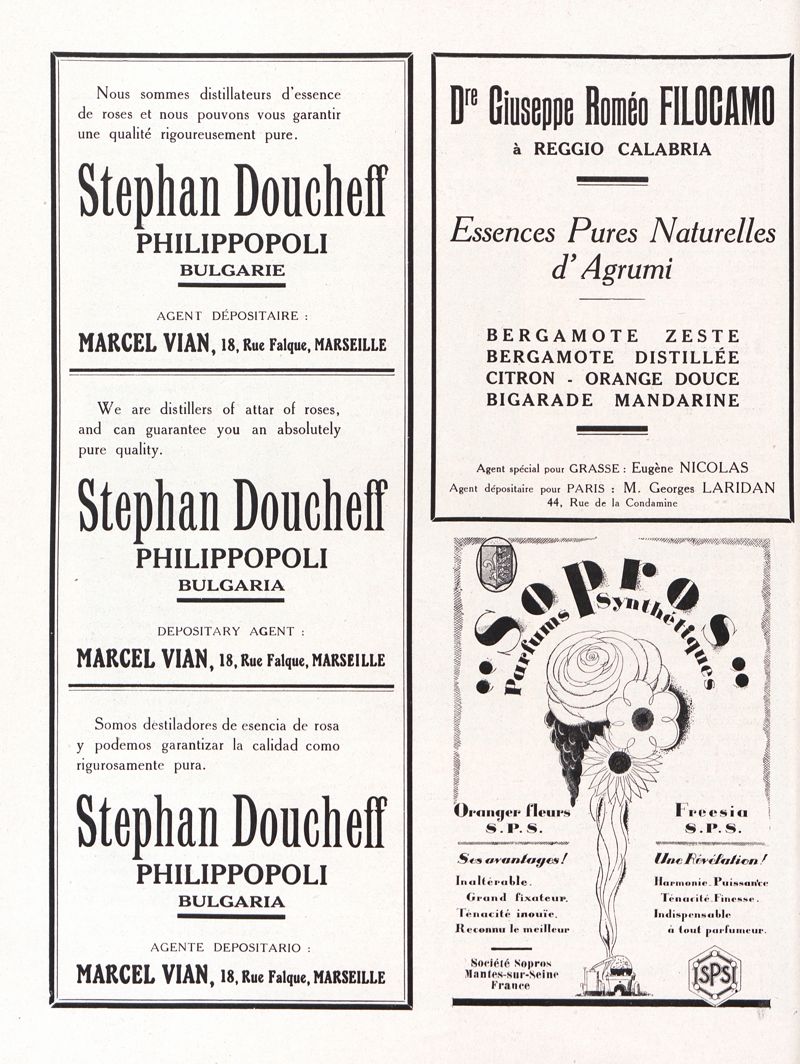 Nous sommes distillateurs d'essence
de roses et nous pouvons vous garantir
une qualité rigoureusement pure.
Stephan Doucheff
PHILIPPOPOLI
BULGARIE
AGENT DÉPOSITAIRE :
MARCEL VIAN, 18, Rue Falque, MARSEILLE
We are distillers of attar of roses,
and can guarantee you an absolutely
pure quality.
Stephan Doucheff
PHILIPPOPOLI
BULGARIA
DEPOSITARY AGENT :
MARCEL VIAN, 18, Rue Falque, MARSEILLE
Somos destiladores de esencia de rosa
y podemos garantizar la calidad como
rigurosamente pura.
Stephan Doucheff
PHILIPPOPOLI
BULGARIA
AGENTE DEPOSITARIO :
MARCEL VIAN, 18, Rue Falque, MARSEILLE
Dre Giuseppe Roméo FILOCAMO
à REGGIO CALABRIA
Essences Pures Naturelles
d'Agrumi
BERGAMOTE ZESTE
BERGAMOTE DISTILLÉE
CITRON - ORANGE DOUCE
BIGARADE MANDARINE
Agent spécial pour GRASSE : Eugène NICOLAS
Agent dépositaire pour PARIS : M. Georges LARIDAN
44, Rue de la Condamine
"Sopros"
Parfums Synthétiques
Oranger fleurs
S.P.S.
Ses avantages!
Inaltérable.
Grand fixateur.
Ténacité inouïe.
Reconnu le meilleur
Société Sopros
Mantes-sur-Seine
France
Freesia
S.P.S.
Une Révélation!
Harmonie. Puissance
Ténacité. Finesse.
Indispensable
à tout parfumeur.
SPS